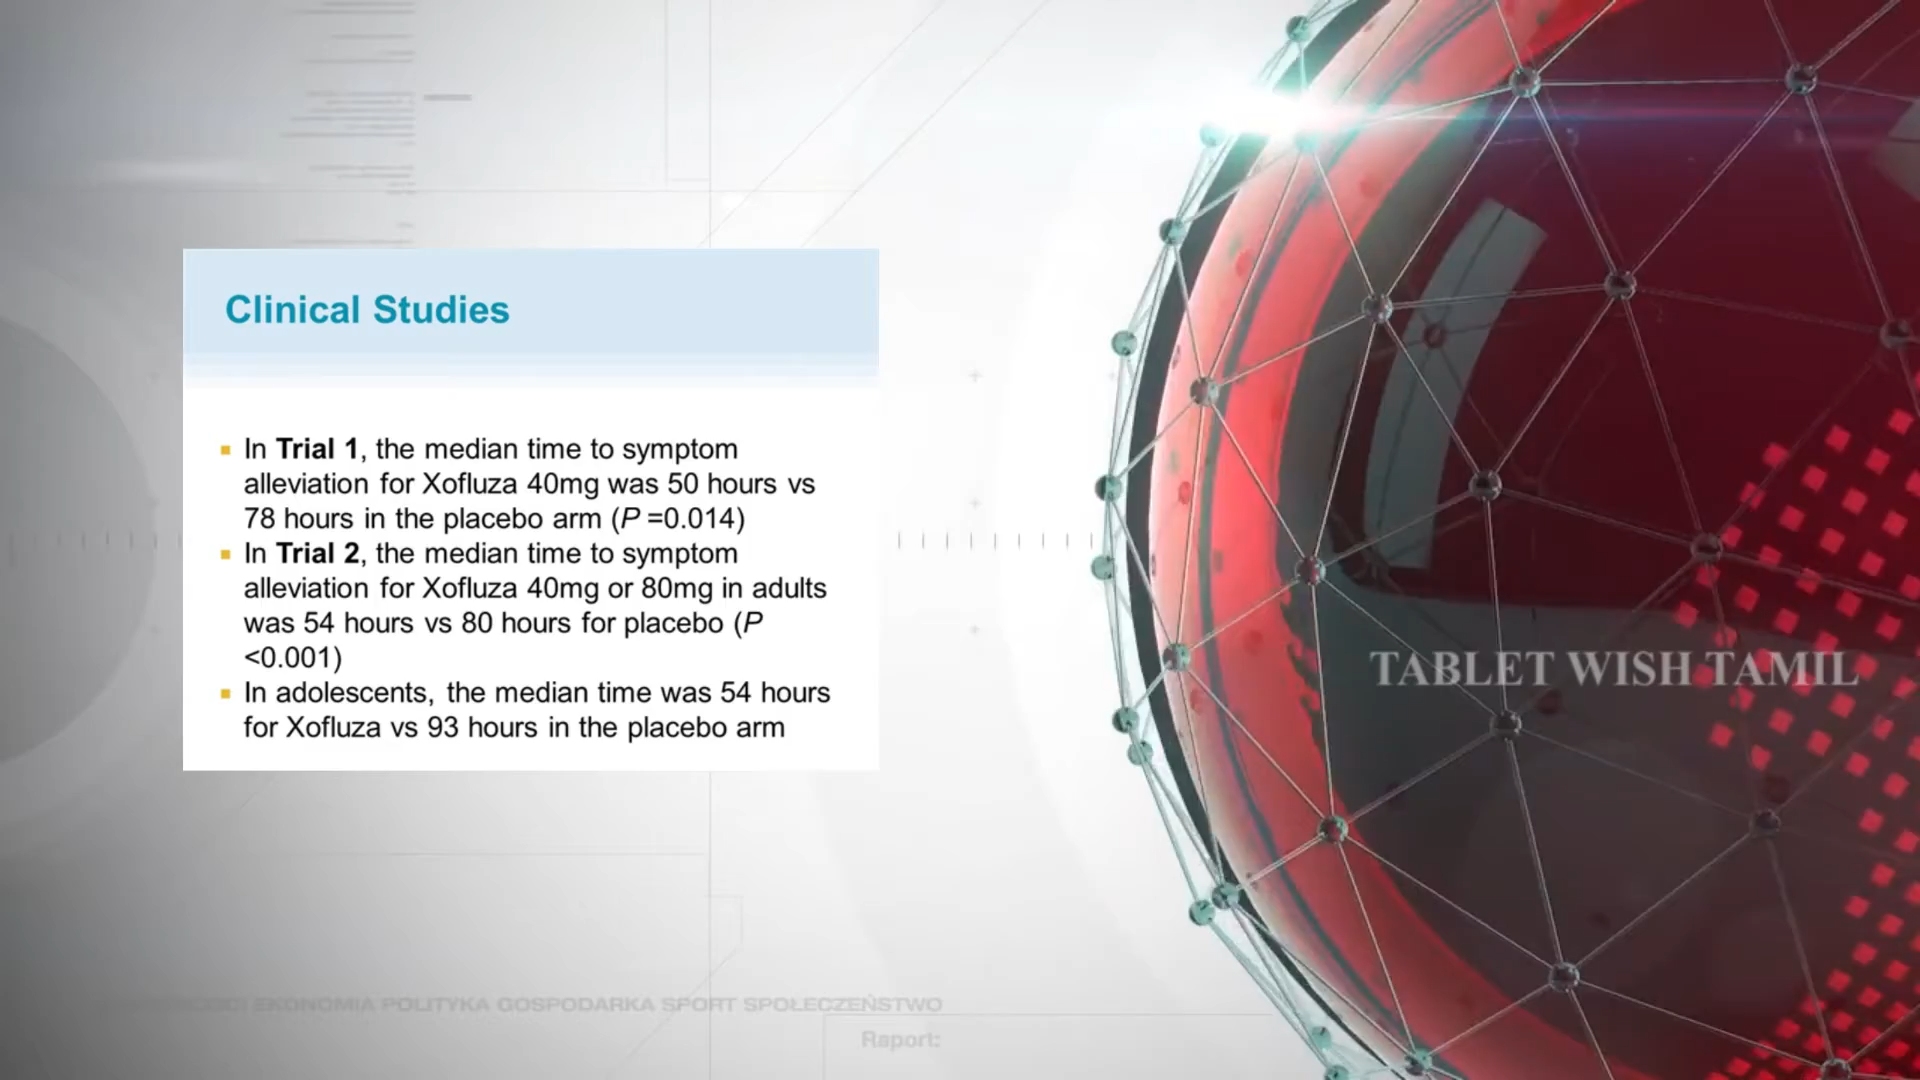 Clinical Studies
▪ In Trial 1, the median time to symptom
alleviation for Xofluza 40mg was 50 hours vs
78 hours in the placebo arm (P =0.014)
▪ In Trial 2, the median time to symptom
alleviation for Xofluza 40mg or 80mg in adults
was 54 hours vs 80 hours for placebo (P
<0.001)
▪ In adolescents, the median time was 54 hours
for Xofluza vs 93 hours in the placebo arm
TABLET WISH TAMIL
EKONOMIA POLITYKA GOSPODARKA SPORT SPOŁECZEŃSTWO
Raport: